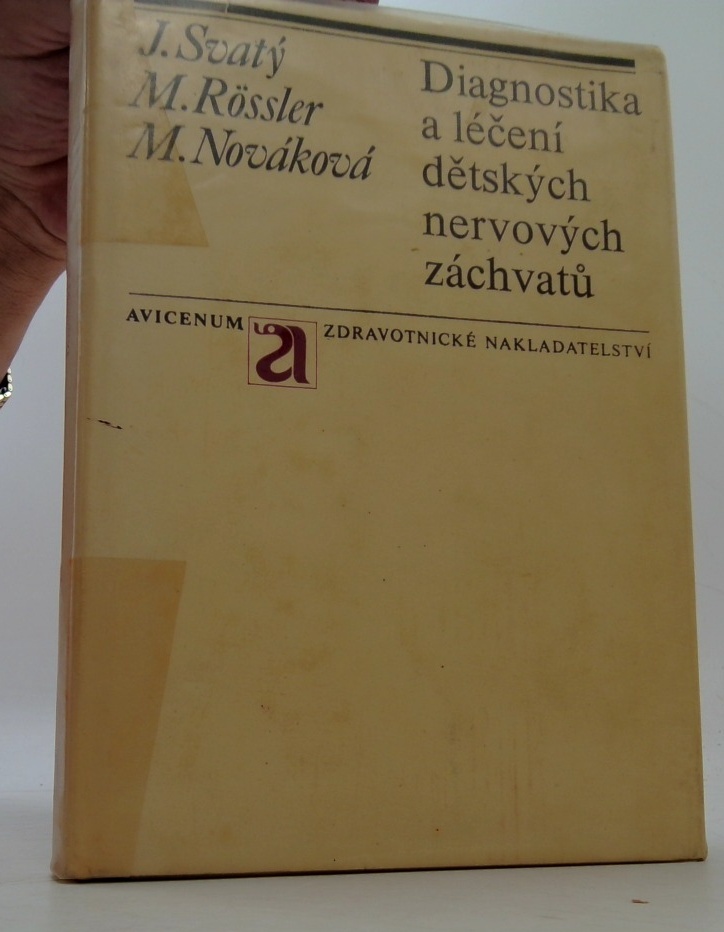 J. Svatý
M. Rössler
M. Nováková
Diagnostika
a léčení
dětských
nervových
záchvatů
AVICENUM
ZDRAVOTNICKÉ NAKLADATELSTVÍ